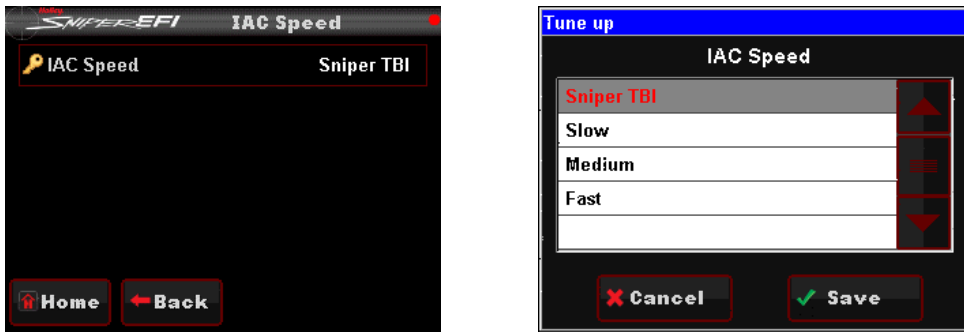 Holley
SNIPER EFI IAC Speed
IAC Speed Sniper TBI
Home Back
Tune up
IAC Speed
Sniper TBI
Slow
Medium
Fast
Cancel Save